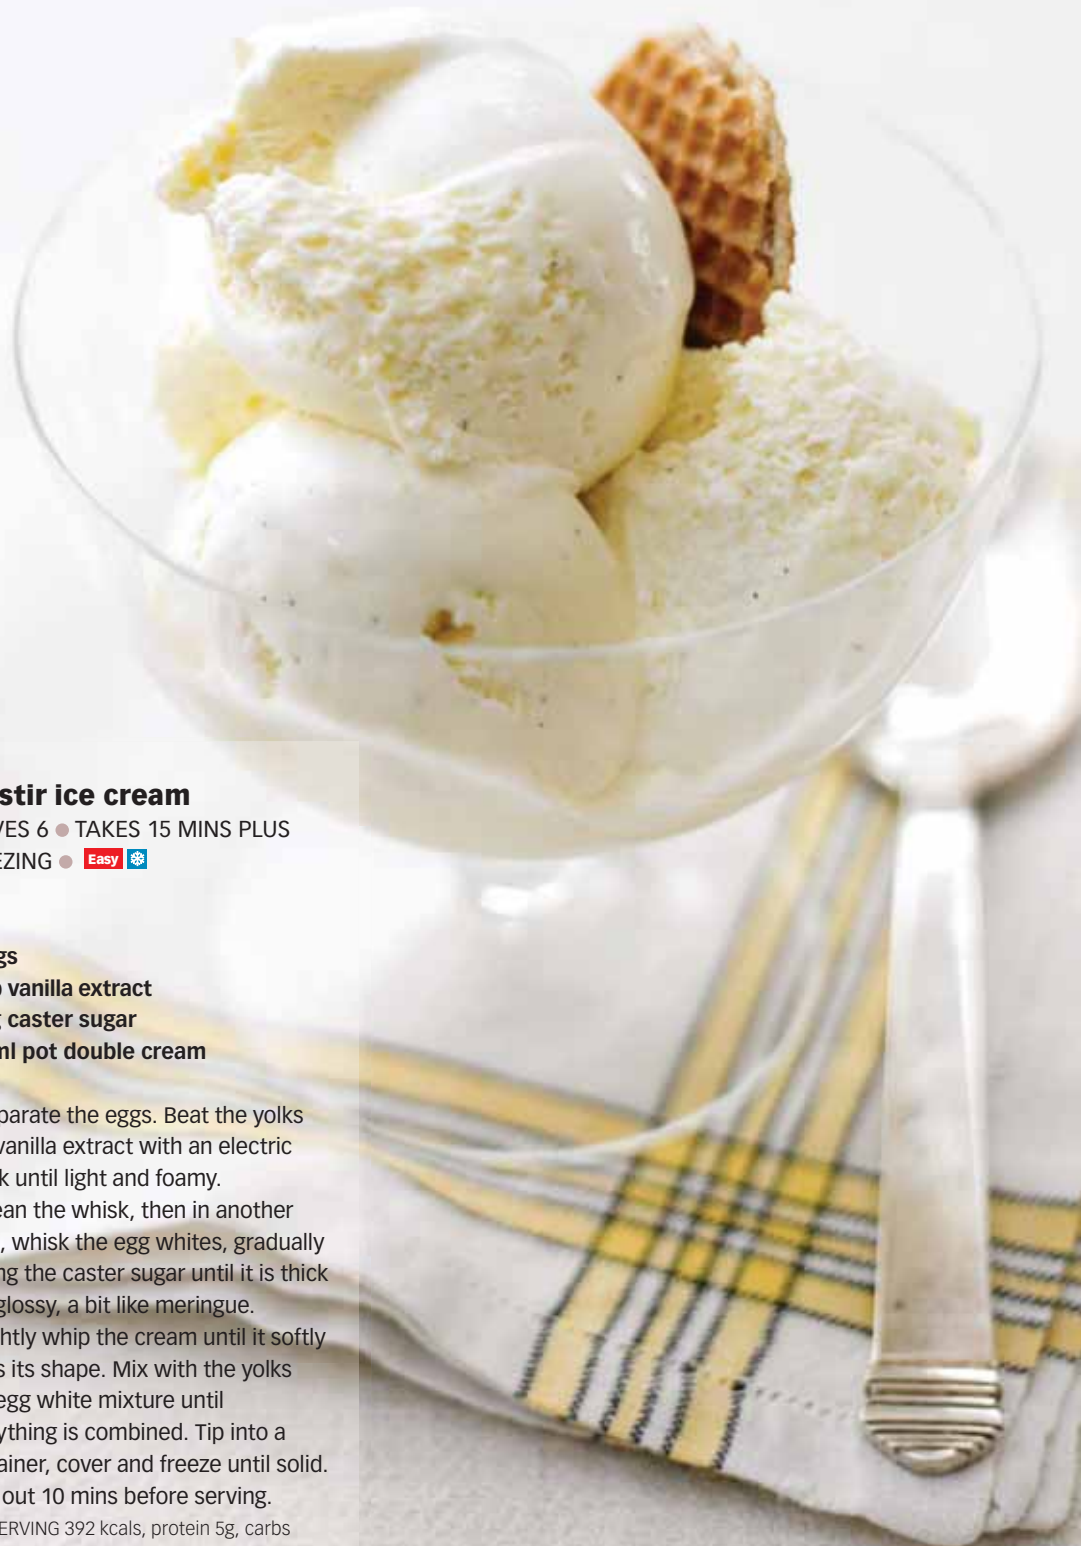 stir ice cream
VES 6 ● TAKES 15 MINS PLUS
EZING ● Easy
gs
vanilla extract
caster sugar
ml pot double cream
parate the eggs. Beat the yolks
vanilla extract with an electric
k until light and foamy.
ean the whisk, then in another
, whisk the egg whites, gradually
ng the caster sugar until it is thick
glossy, a bit like meringue.
htly whip the cream until it softly
s its shape. Mix with the yolks
egg white mixture until
ything is combined. Tip into a
ainer, cover and freeze until solid.
out 10 mins before serving.
ERVING 392 kcals, protein 5g, carbs